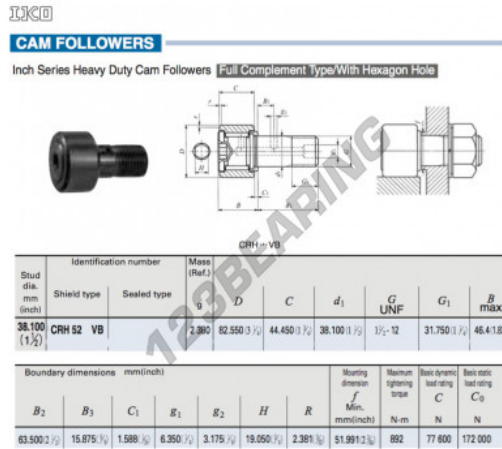 IKO
CAM FOLLOWERS
Inch Series Heavy Duty Cam Followers Full Complement Type/With Hexagon Hole
CRH···VB
123BEARING
Stud dia. mm (inch) Identification number Mass (Ref.) g
Shield type Sealed type D C d₁ G UNF G₁ B max
38.100 (1½) CRH 52 VB 2 380 82.550 44.450 38.100 1½-12 31.750 46.4
Boundary dimensions mm(inch) Mounting dimension Maximum tightening torque Basic dynamic load rating Basic static load rating
B₂ B₃ C₁ g₁ g₂ H R f Min. mm(inch) N-m C N C₀ N
63.500 15.875 1.588 6.350 3.175 19.050 2.381 51.991 892 77 600 172 000